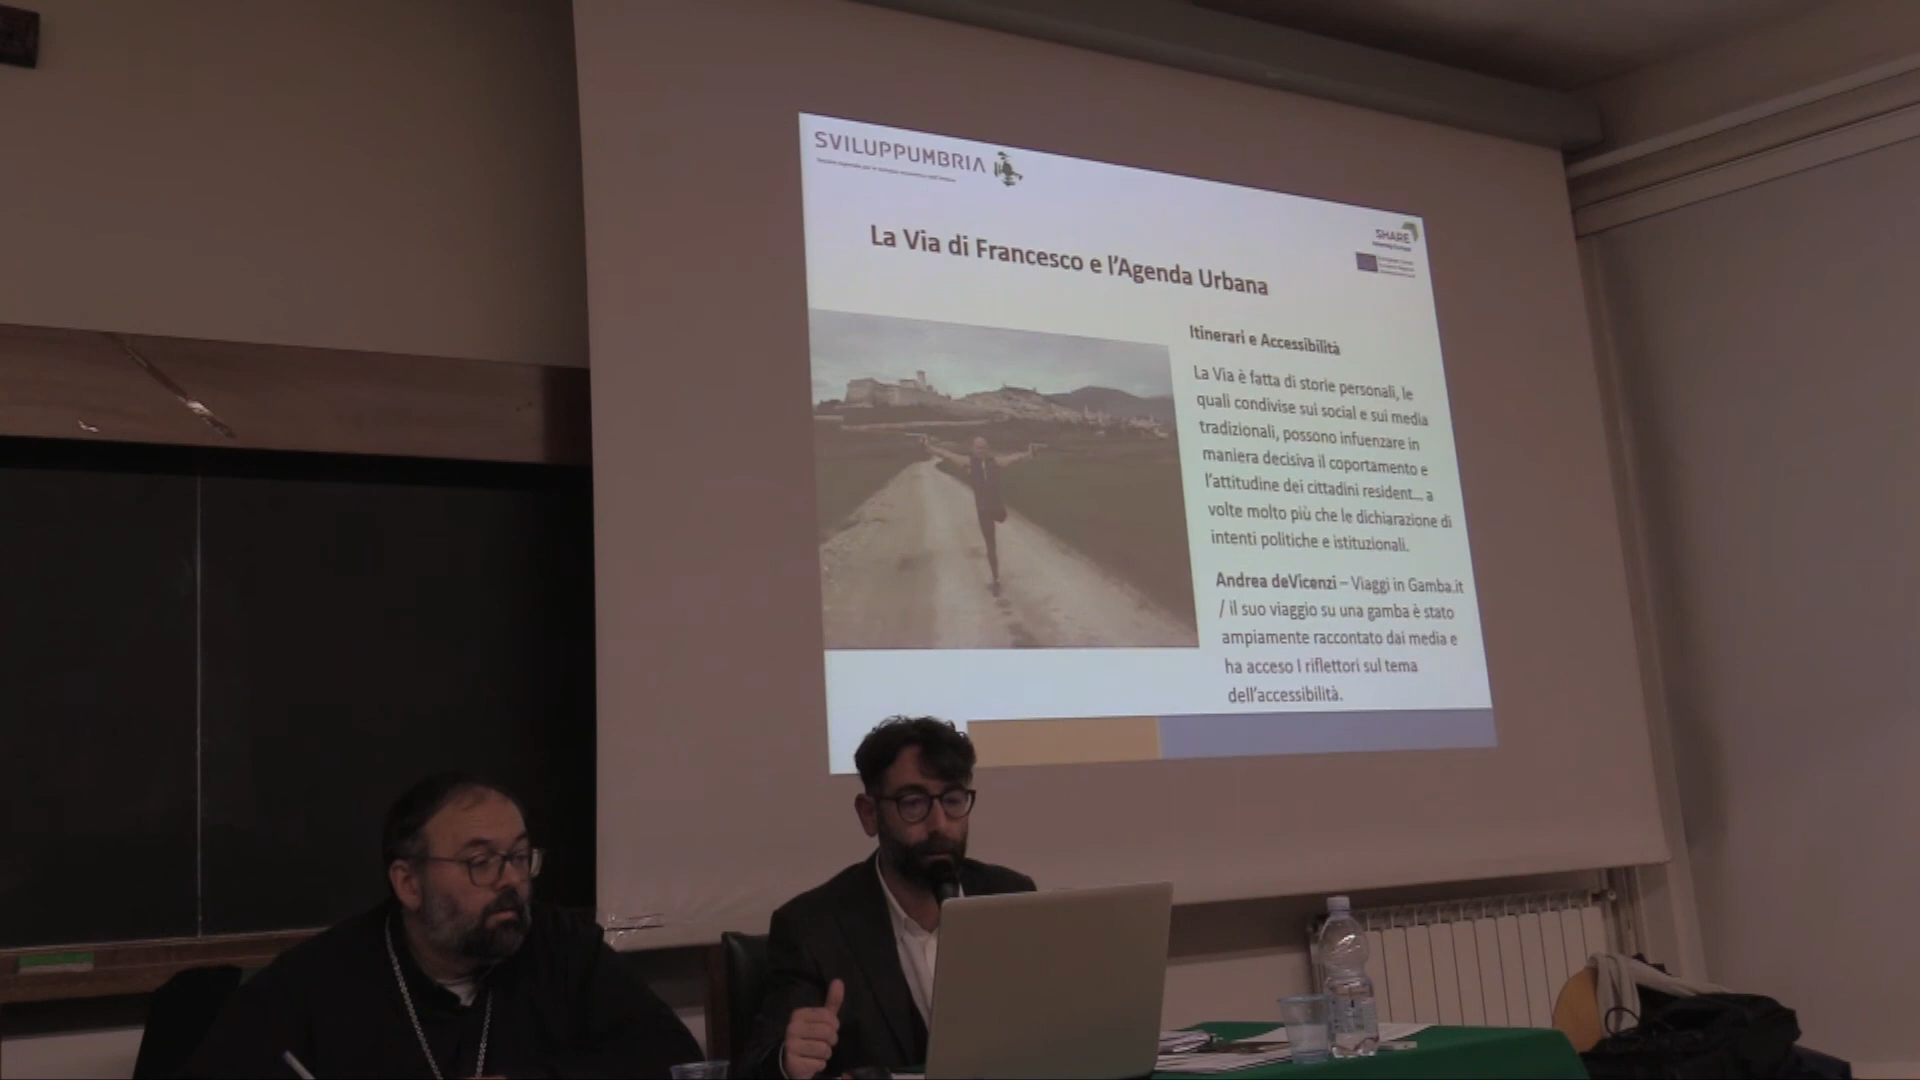 SVILUPPUMBRIA
SHARE
La Via di Francesco e l'Agenda Urbana
Itinerari e Accessibilità
La Via è fatta di storie personali, le
quali condivise sui social e sui media
tradizionali, possono infuenzare in
maniera decisiva il coportamento e
l'attitudine dei cittadini resident... a
volte molto più che le dichiarazione di
intenti politiche e istituzionali.
Andrea deVicenzi – Viaggi in Gamba.it
/ il suo viaggio su una gamba è stato
ampiamente raccontato dai media e
ha acceso I riflettori sul tema
dell'accessibilità.